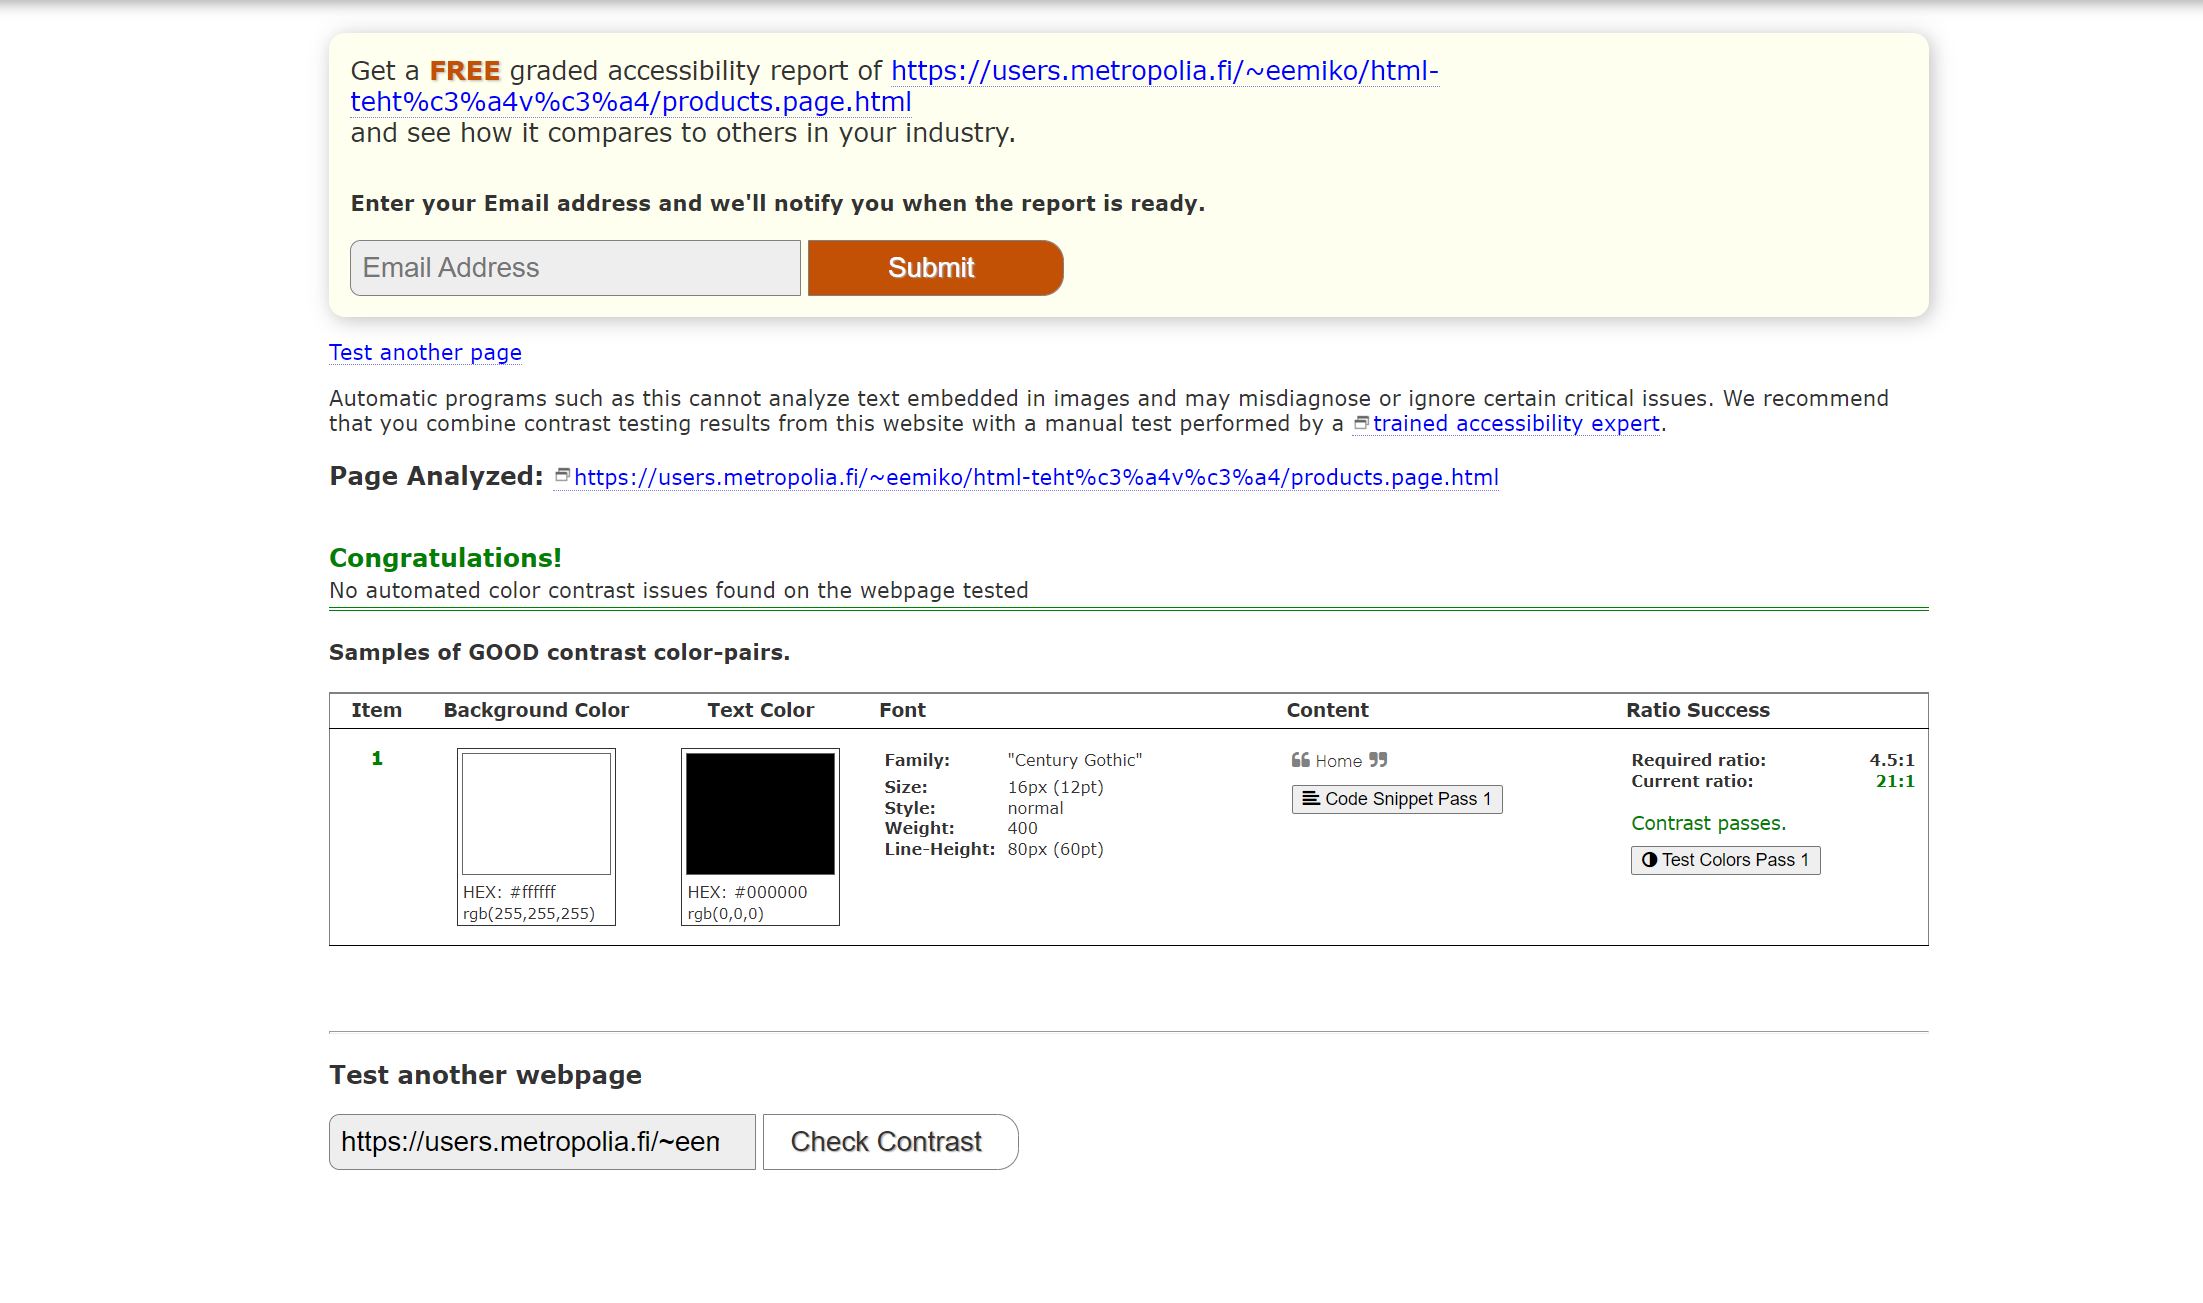 Get a FREE graded accessibility report of https://users.metropolia.fi/~eemiko/html-
teht%c3%a4v%c3%a4/products.page.html
and see how it compares to others in your industry.
Enter your Email address and we'll notify you when the report is ready.
Email Address Submit
Test another page
Automatic programs such as this cannot analyze text embedded in images and may misdiagnose or ignore certain critical issues. We recommend
that you combine contrast testing results from this website with a manual test performed by a trained accessibility expert.
Page Analyzed: https://users.metropolia.fi/~eemiko/html-teht%c3%a4v%c3%a4/products.page.html
Congratulations!
No automated color contrast issues found on the webpage tested
Samples of GOOD contrast color-pairs.
Item Background Color Text Color Font Content Ratio Success
1
HEX: #ffffff
rgb(255,255,255)
HEX: #000000
rgb(0,0,0)
Family: "Century Gothic"
Size: 16px (12pt)
Style: normal
Weight: 400
Line-Height: 80px (60pt)
❝ Home ❞
Code Snippet Pass 1
Required ratio: 4.5:1
Current ratio: 21:1
Contrast passes.
Test Colors Pass 1
Test another webpage
https://users.metropolia.fi/~eem Check Contrast